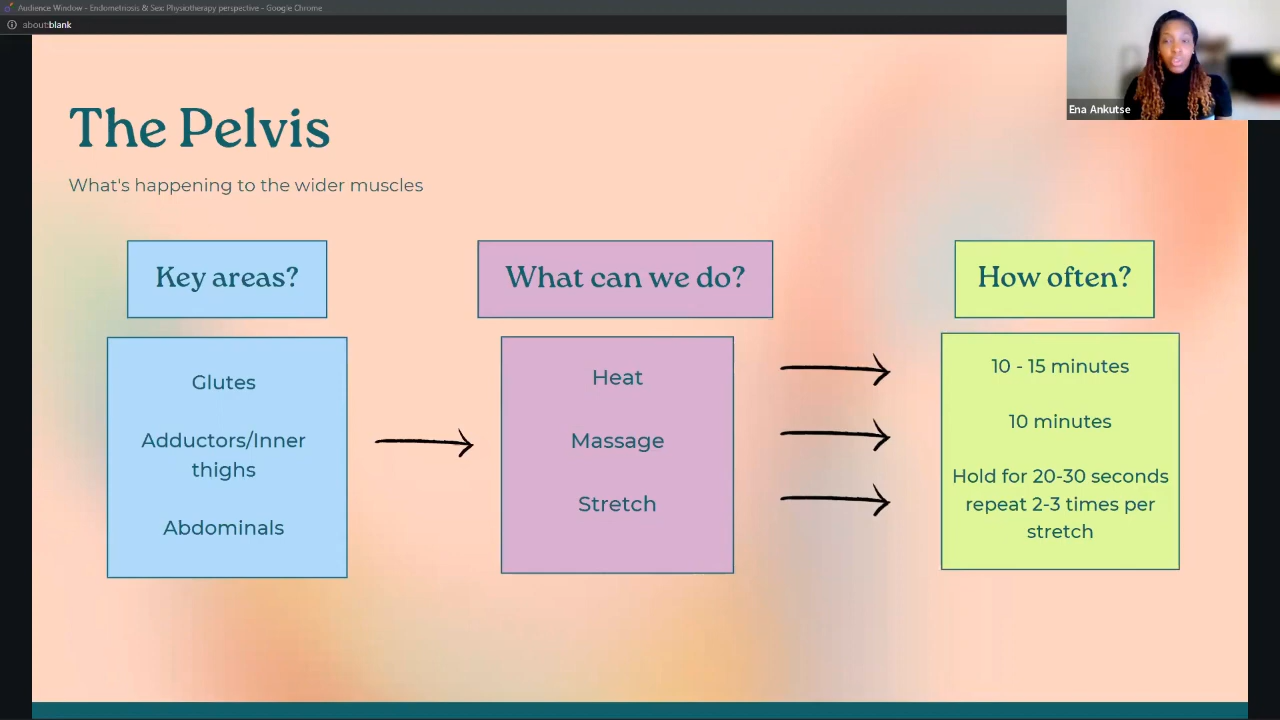 Audience Window - Endometriosis & Sex: Physiotherapy perspective - Google Chrome
about:blank
Ena Ankutse
The Pelvis
What's happening to the wider muscles
Key areas?
What can we do?
How often?
Glutes
Adductors/Inner
thighs
Abdominals
Heat
Massage
Stretch
10 - 15 minutes
10 minutes
Hold for 20-30 seconds
repeat 2-3 times per
stretch